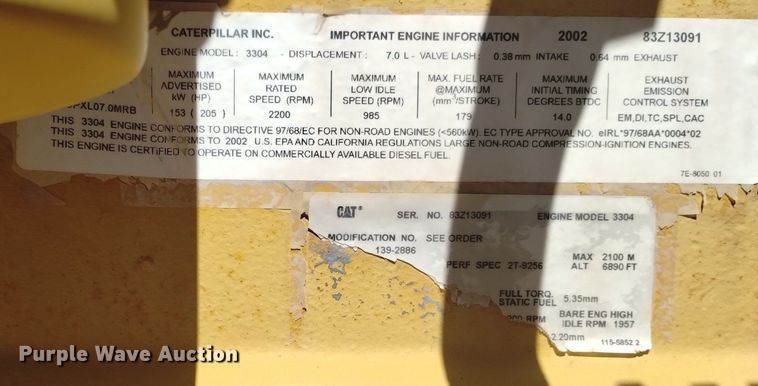 CATERPILLAR INC. IMPORTANT ENGINE INFORMATION 2002 83Z13091
ENGINE MODEL: 3304 - DISPLACEMENT: 7.0 L - VALVE LASH: 0.38 mm INTAKE 0.64 mm EXHAUST
MAXIMUM MAXIMUM MAXIMUM MAX. FUEL RATE MAXIMUM EXHAUST
ADVERTISED RATED LOW IDLE @MAXIMUM INITIAL TIMING EMISSION
kW (HP) SPEED (RPM) SPEED (RPM) (mm³/STROKE) DEGREES BTDC CONTROL SYSTEM
PXL07.0MRB 153 ( 205 ) 2200 985 179 14.0 EM,DI,TC,SPL,CAC
THIS 3304 ENGINE CONFORMS TO DIRECTIVE 97/68/EC FOR NON-ROAD ENGINES (<560kW). EC TYPE APPROVAL NO. eIRL*97/68AA*0004*02
THIS 3304 ENGINE CONFORMS TO 2002 U.S. EPA AND CALIFORNIA REGULATIONS LARGE NON-ROAD COMPRESSION-IGNITION ENGINES.
THIS ENGINE IS CERTIFIED TO OPERATE ON COMMERCIALLY AVAILABLE DIESEL FUEL.
7E-8050 01
CAT SER. NO. 83Z13091 ENGINE MODEL 3304
MODIFICATION NO. SEE ORDER
139-2886
MAX 2100 M
PERF SPEC 2T-9256 ALT 6890 FT
FULL TORQ.
STATIC FUEL 5.35mm
RPM BARE ENG HIGH
IDLE RPM 1957
2.20mm 115-5852 2
Purple Wave Auction